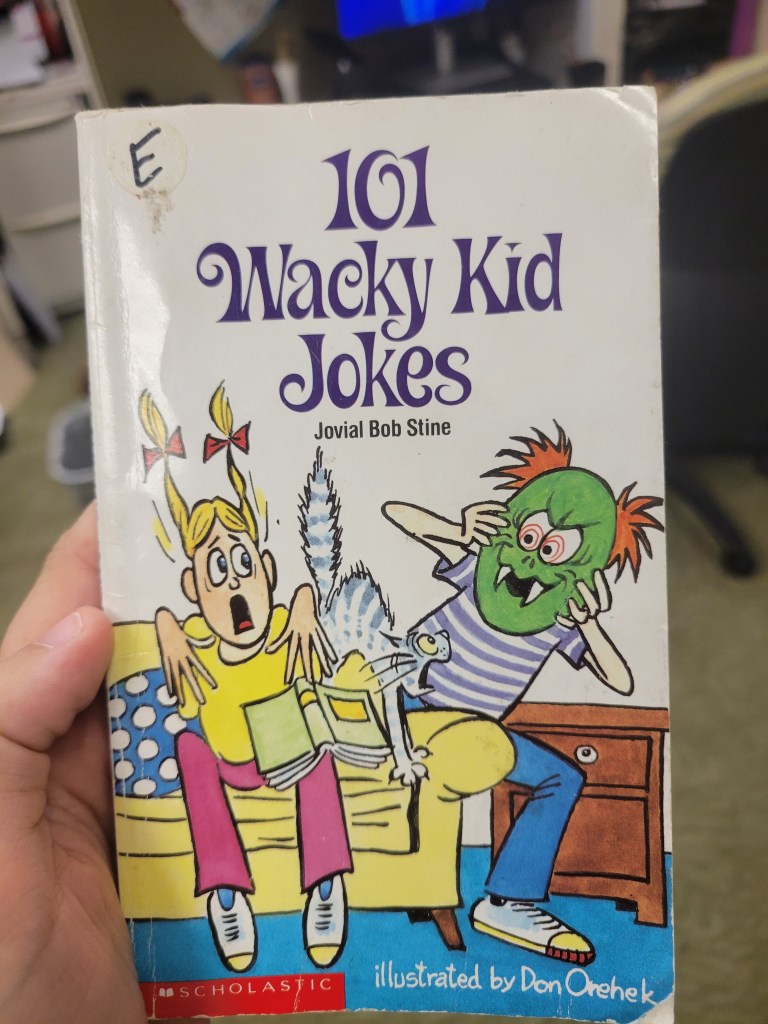 E
101
Wacky Kid
Jokes
Jovial Bob Stine
SCHOLASTIC
illustrated by Don Orehek